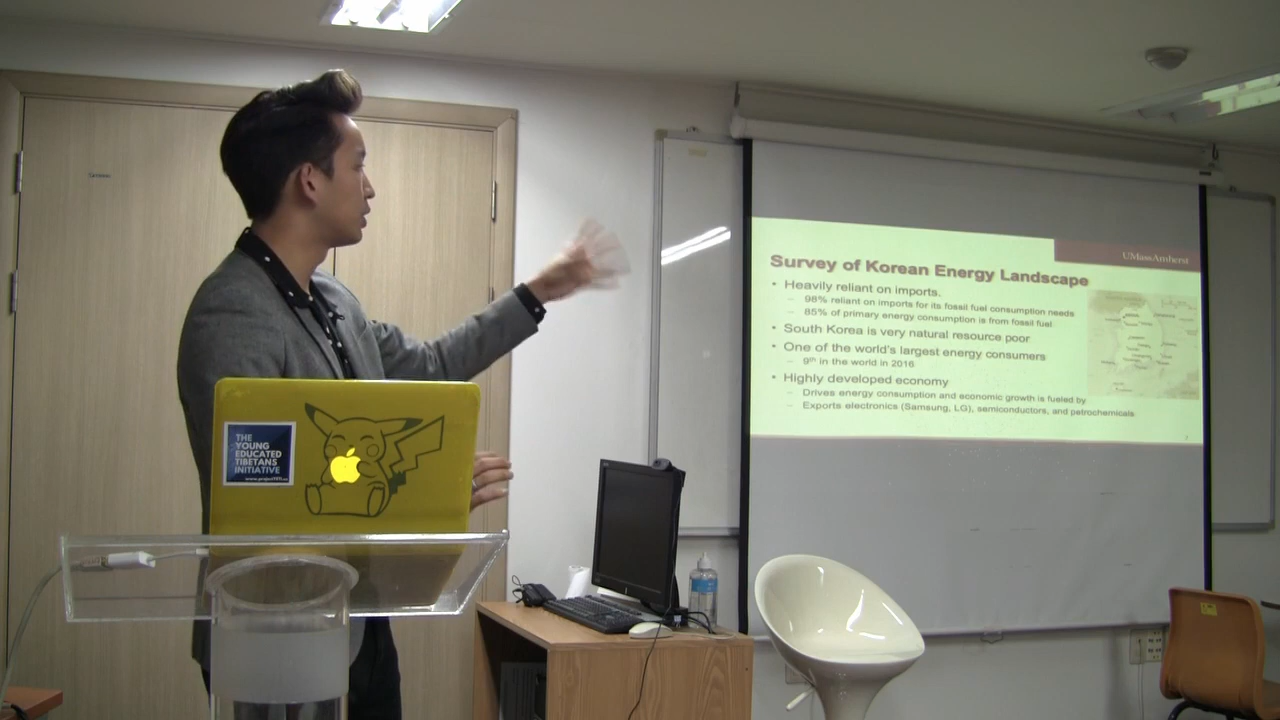 THE
YOUNG
EDUCATED
TIBETANS
INITIATIVE
www.projectYETI.us
UMassAmherst
Survey of Korean Energy Landscape
• Heavily reliant on imports.
– 98% reliant on imports for its fossil fuel consumption needs
– 85% of primary energy consumption is from fossil fuel
• South Korea is very natural resource poor
• One of the world's largest energy consumers
– 9th in the world in 2016
• Highly developed economy
– Drives energy consumption and economic growth is fueled by
– Exports electronics (Samsung, LG), semiconductors, and petrochemicals